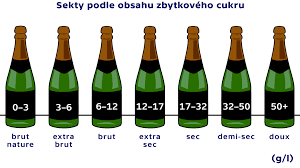 Sekty podle obsahu zbytkového cukru
0–3 3–6 6–12 12–17 17–32 32–50 50+
brut nature extra brut brut extra sec sec demi-sec doux
(g/l)